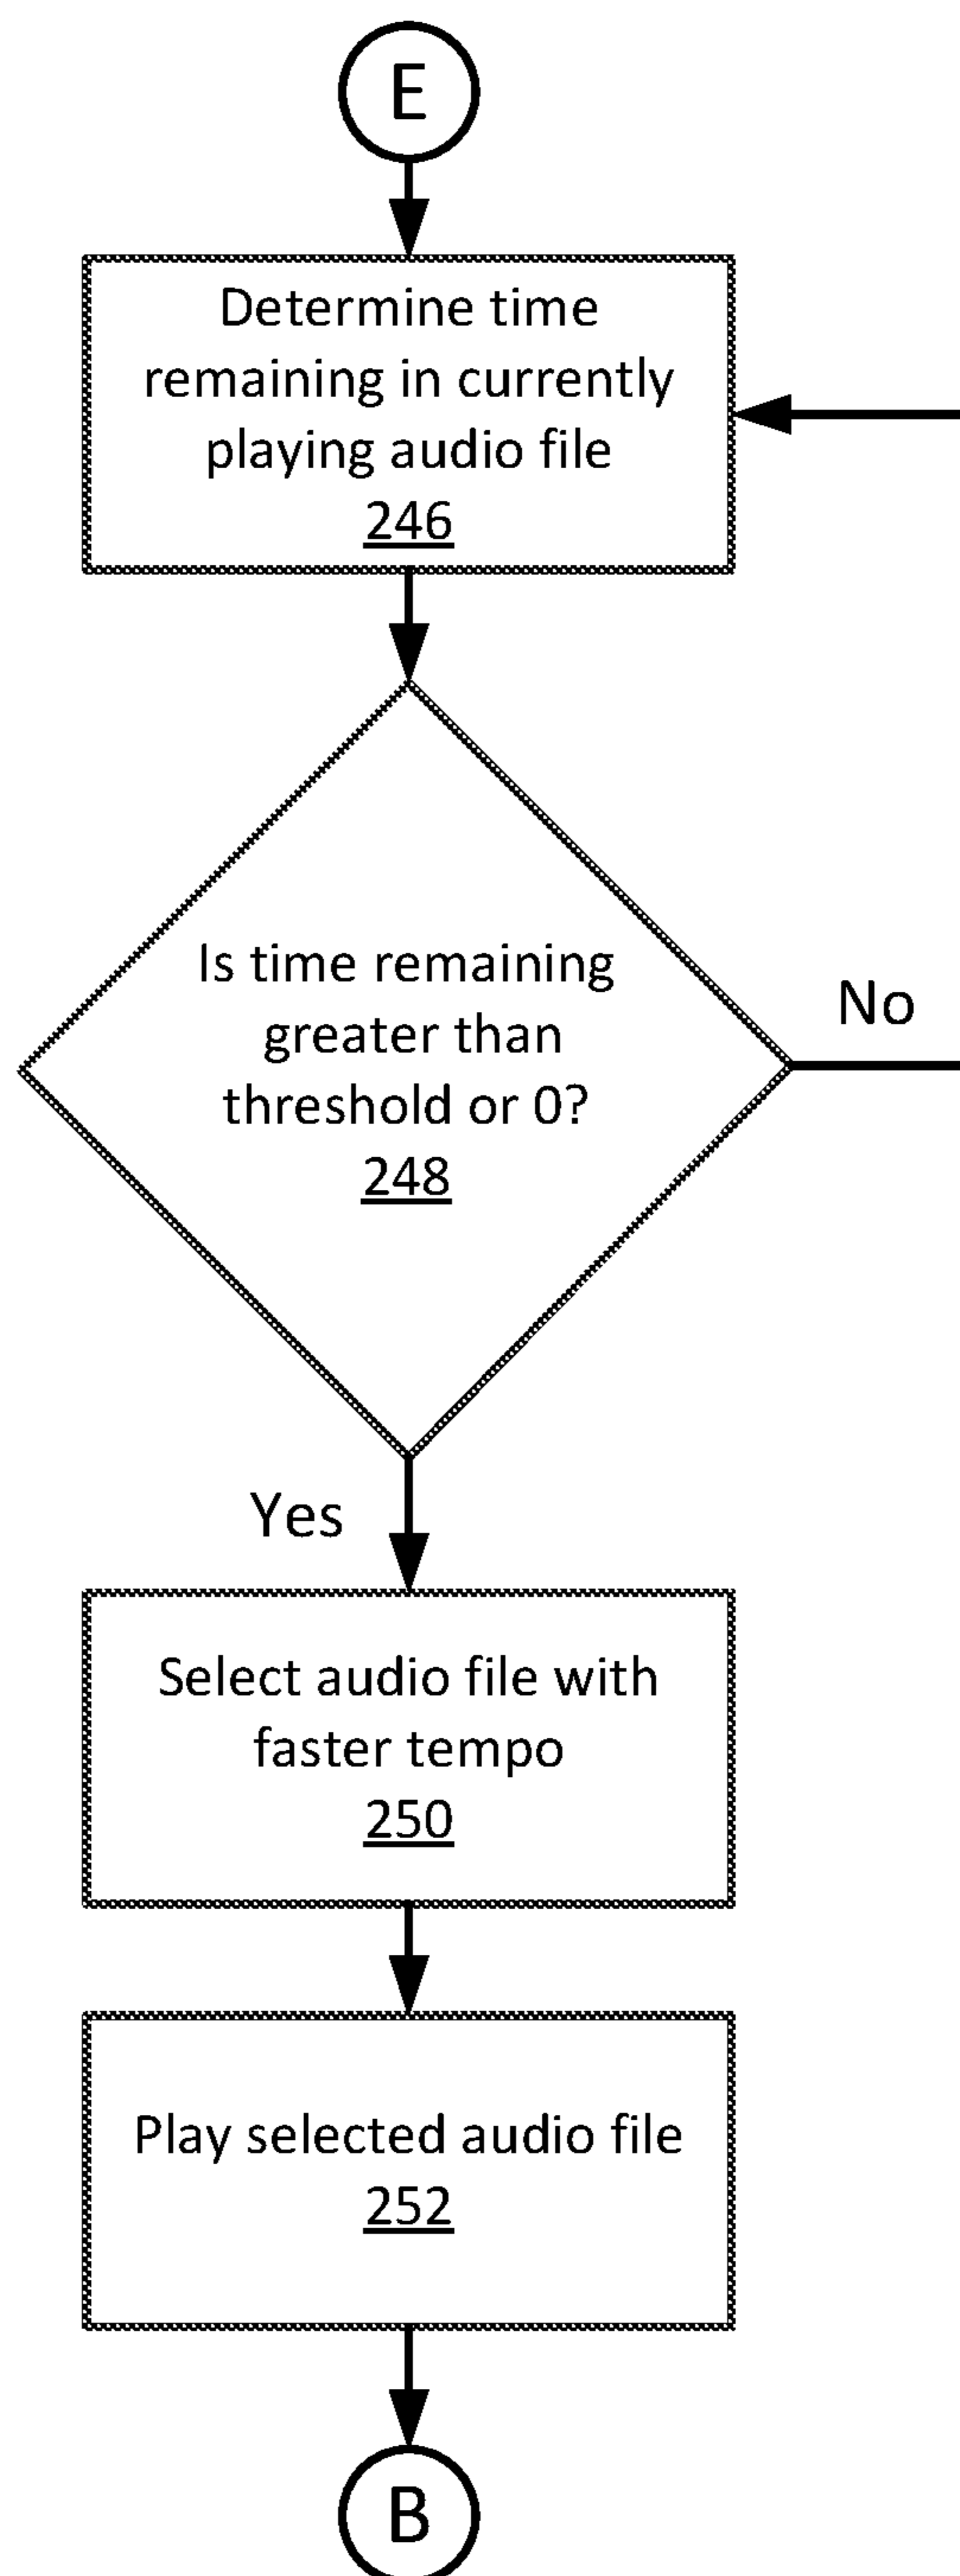 E
Determine time
remaining in currently
playing audio file
246
Is time remaining
greater than
threshold or 0?
248
No
Yes
Select audio file with
faster tempo
250
Play selected audio file
252
B